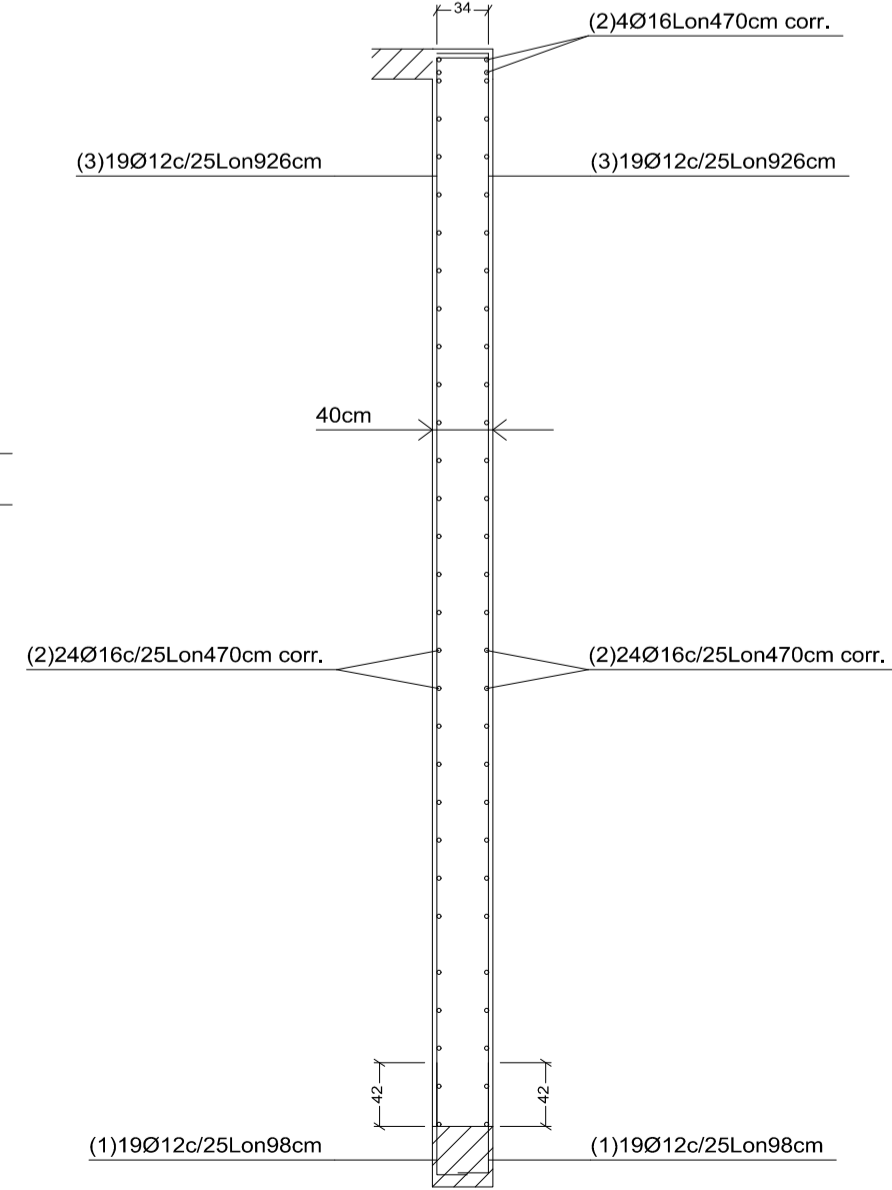 34
(2)4Ø16Lon470cm corr.
(3)19Ø12c/25Lon926cm
(3)19Ø12c/25Lon926cm
40cm
(2)24Ø16c/25Lon470cm corr.
(2)24Ø16c/25Lon470cm corr.
42
42
(1)19Ø12c/25Lon98cm
(1)19Ø12c/25Lon98cm